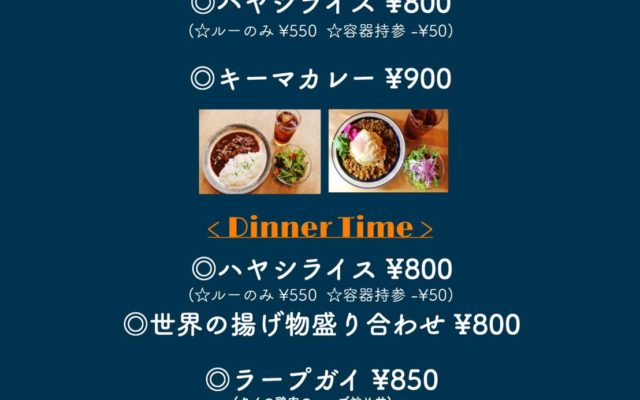 ◎ハヤシライス ¥800
(☆ルーのみ ¥550 ☆容器持参 -¥50)
◎キーマカレー ¥900
< Dinner Time >
◎ハヤシライス ¥800
(☆ルーのみ ¥550 ☆容器持参 -¥50)
◎世界の揚げ物盛り合わせ ¥800
◎ラープガイ ¥850